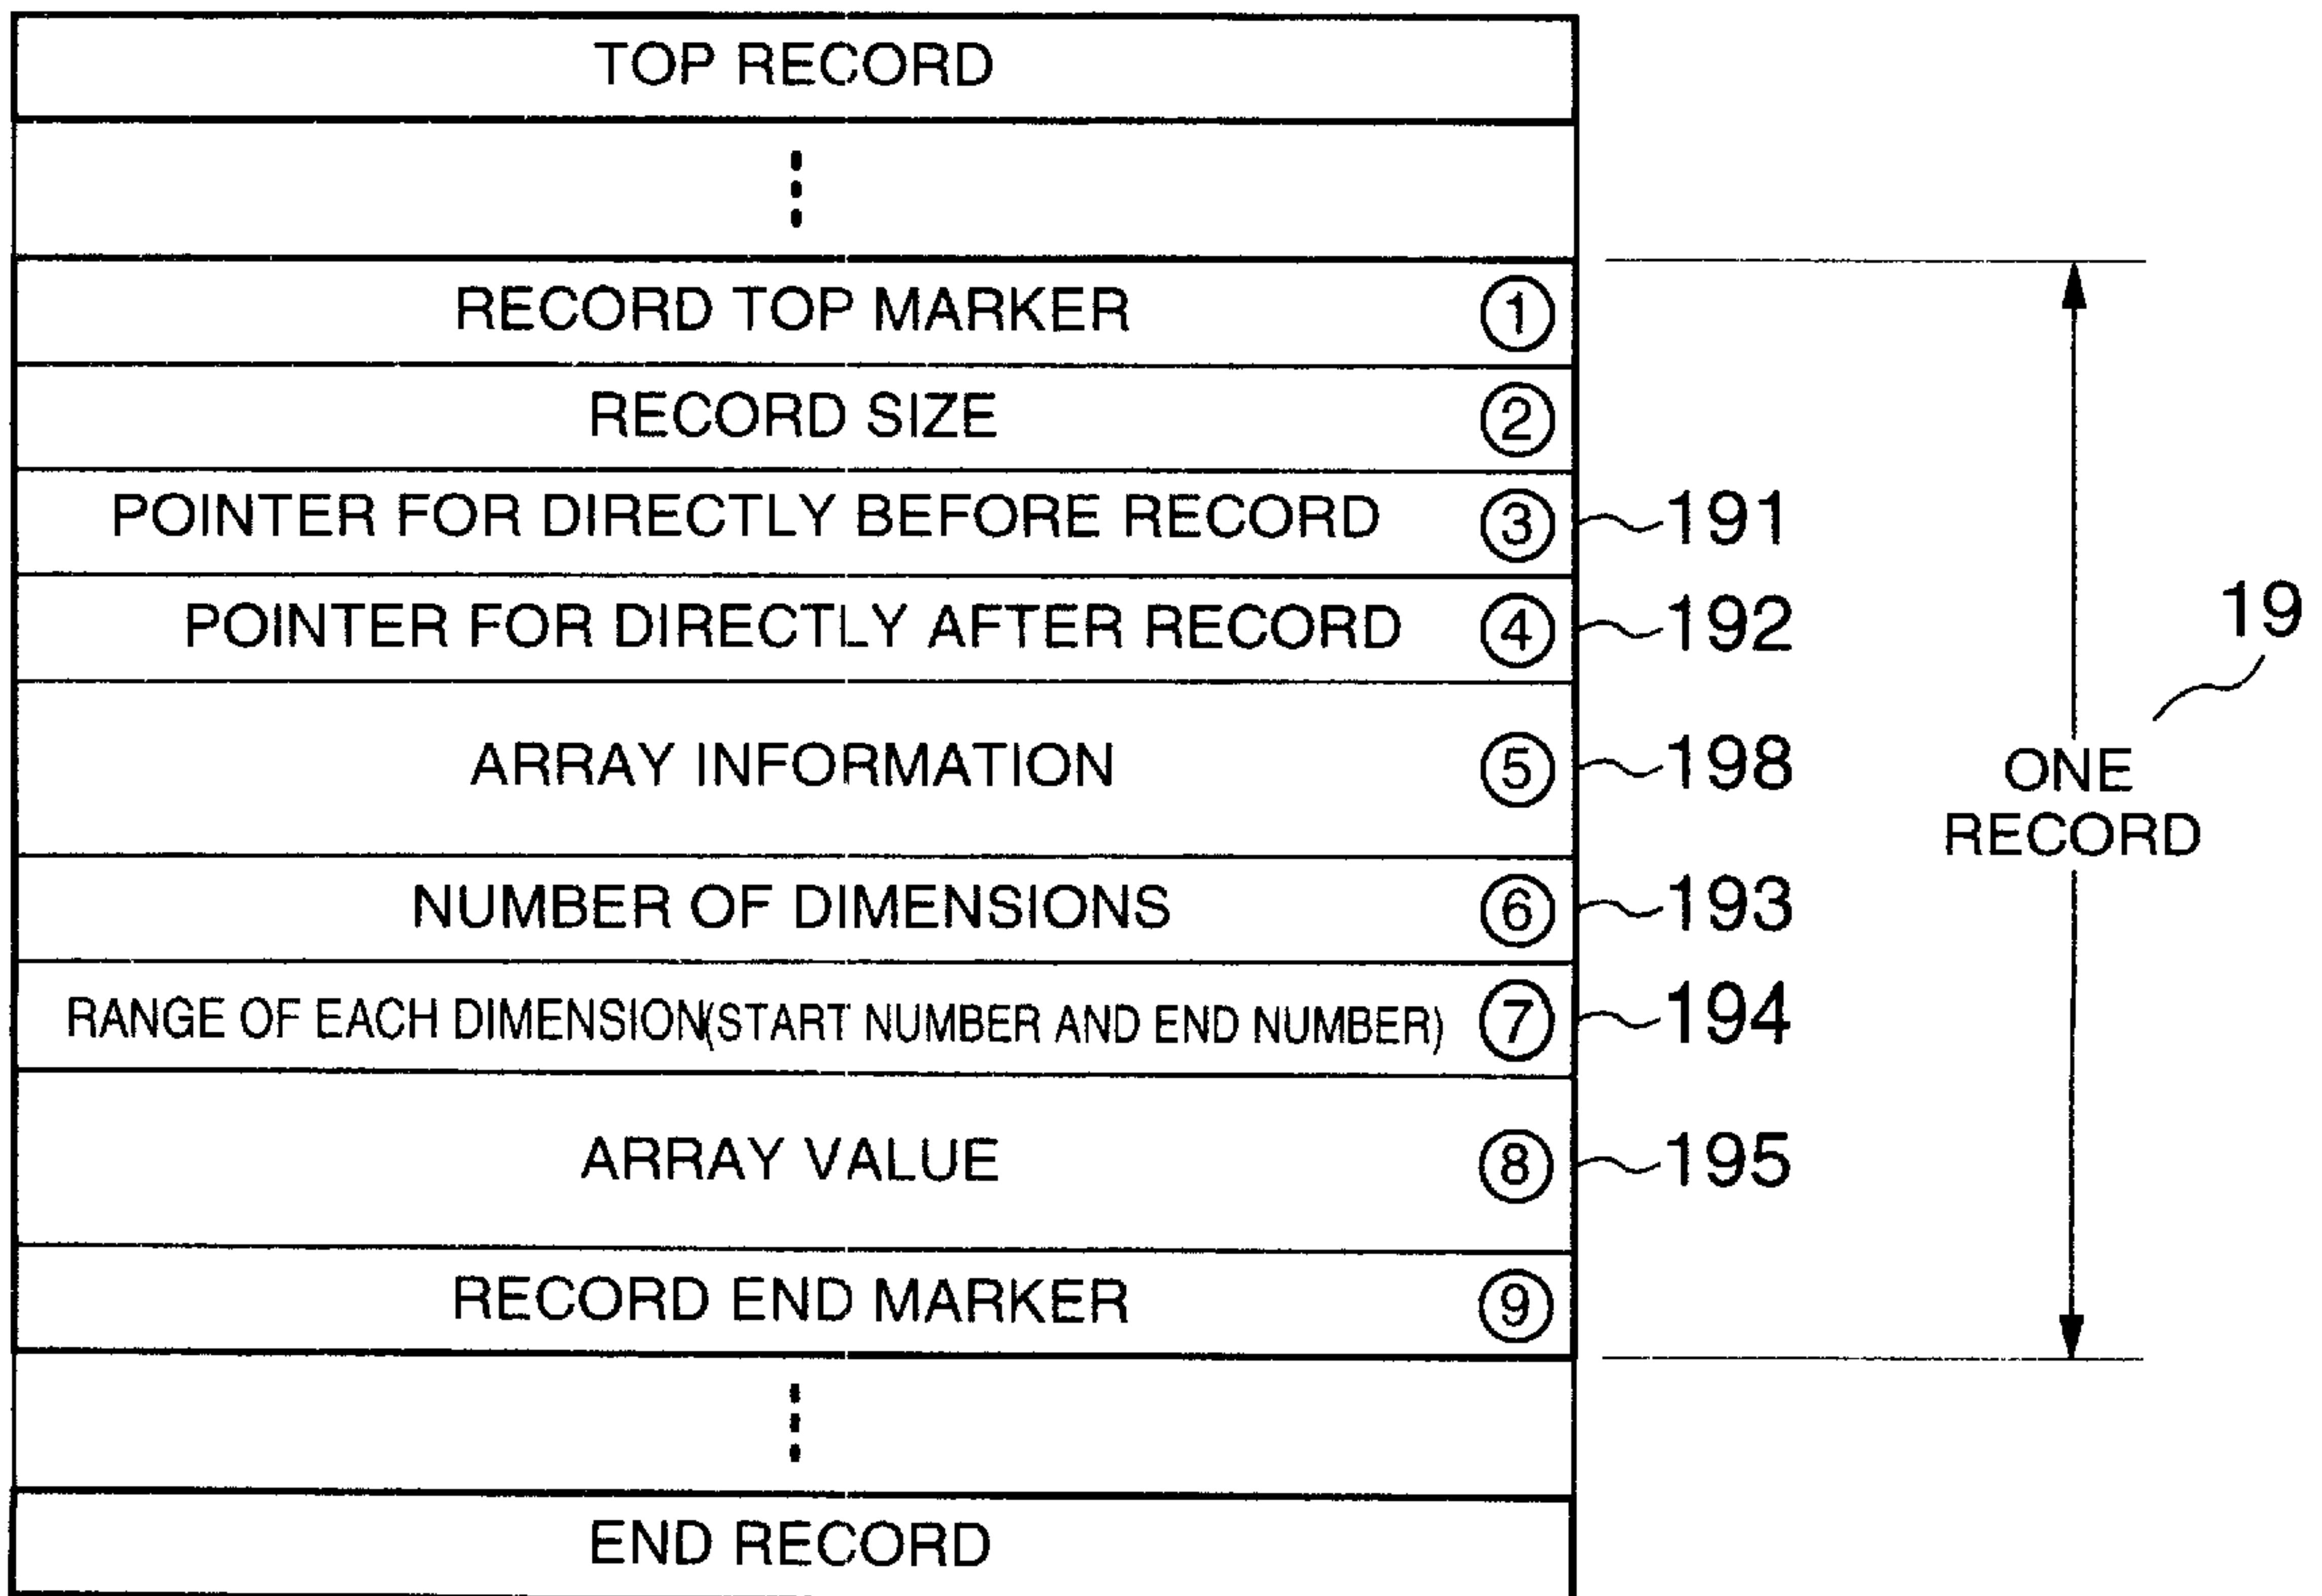 TOP RECORD
RECORD TOP MARKER ①
RECORD SIZE ②
POINTER FOR DIRECTLY BEFORE RECORD ③ 191
POINTER FOR DIRECTLY AFTER RECORD ④ 192
19
ARRAY INFORMATION ⑤ 198
ONE
RECORD
NUMBER OF DIMENSIONS ⑥ 193
RANGE OF EACH DIMENSION(START NUMBER AND END NUMBER) ⑦ 194
ARRAY VALUE ⑧ 195
RECORD END MARKER ⑨
END RECORD